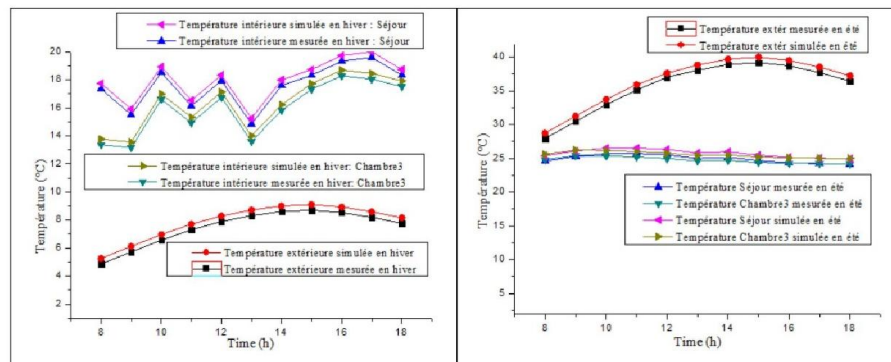 Température intérieure simulée en hiver : Séjour
Température intérieure mesurée en hiver : Séjour
20
18
16
14
12
10
8
6
4
2
Température (°C)
Température intérieure simulée en hiver: Chambre3
Température intérieure mesurée en hiver: Chambre3
Température extérieure simulée en hiver
Température extérieure mesurée en hiver
8 10 12 14 16 18
Time (h)
Température extér mesurée en été
Température extér simulée en été
40
35
30
25
20
15
10
5
Température (°C)
Température Séjour mesurée en été
Température Chambre3 mesurée en été
Température Séjour simulée en été
Température Chambre3 simulée en été
8 10 12 14 16 18
Time (h)